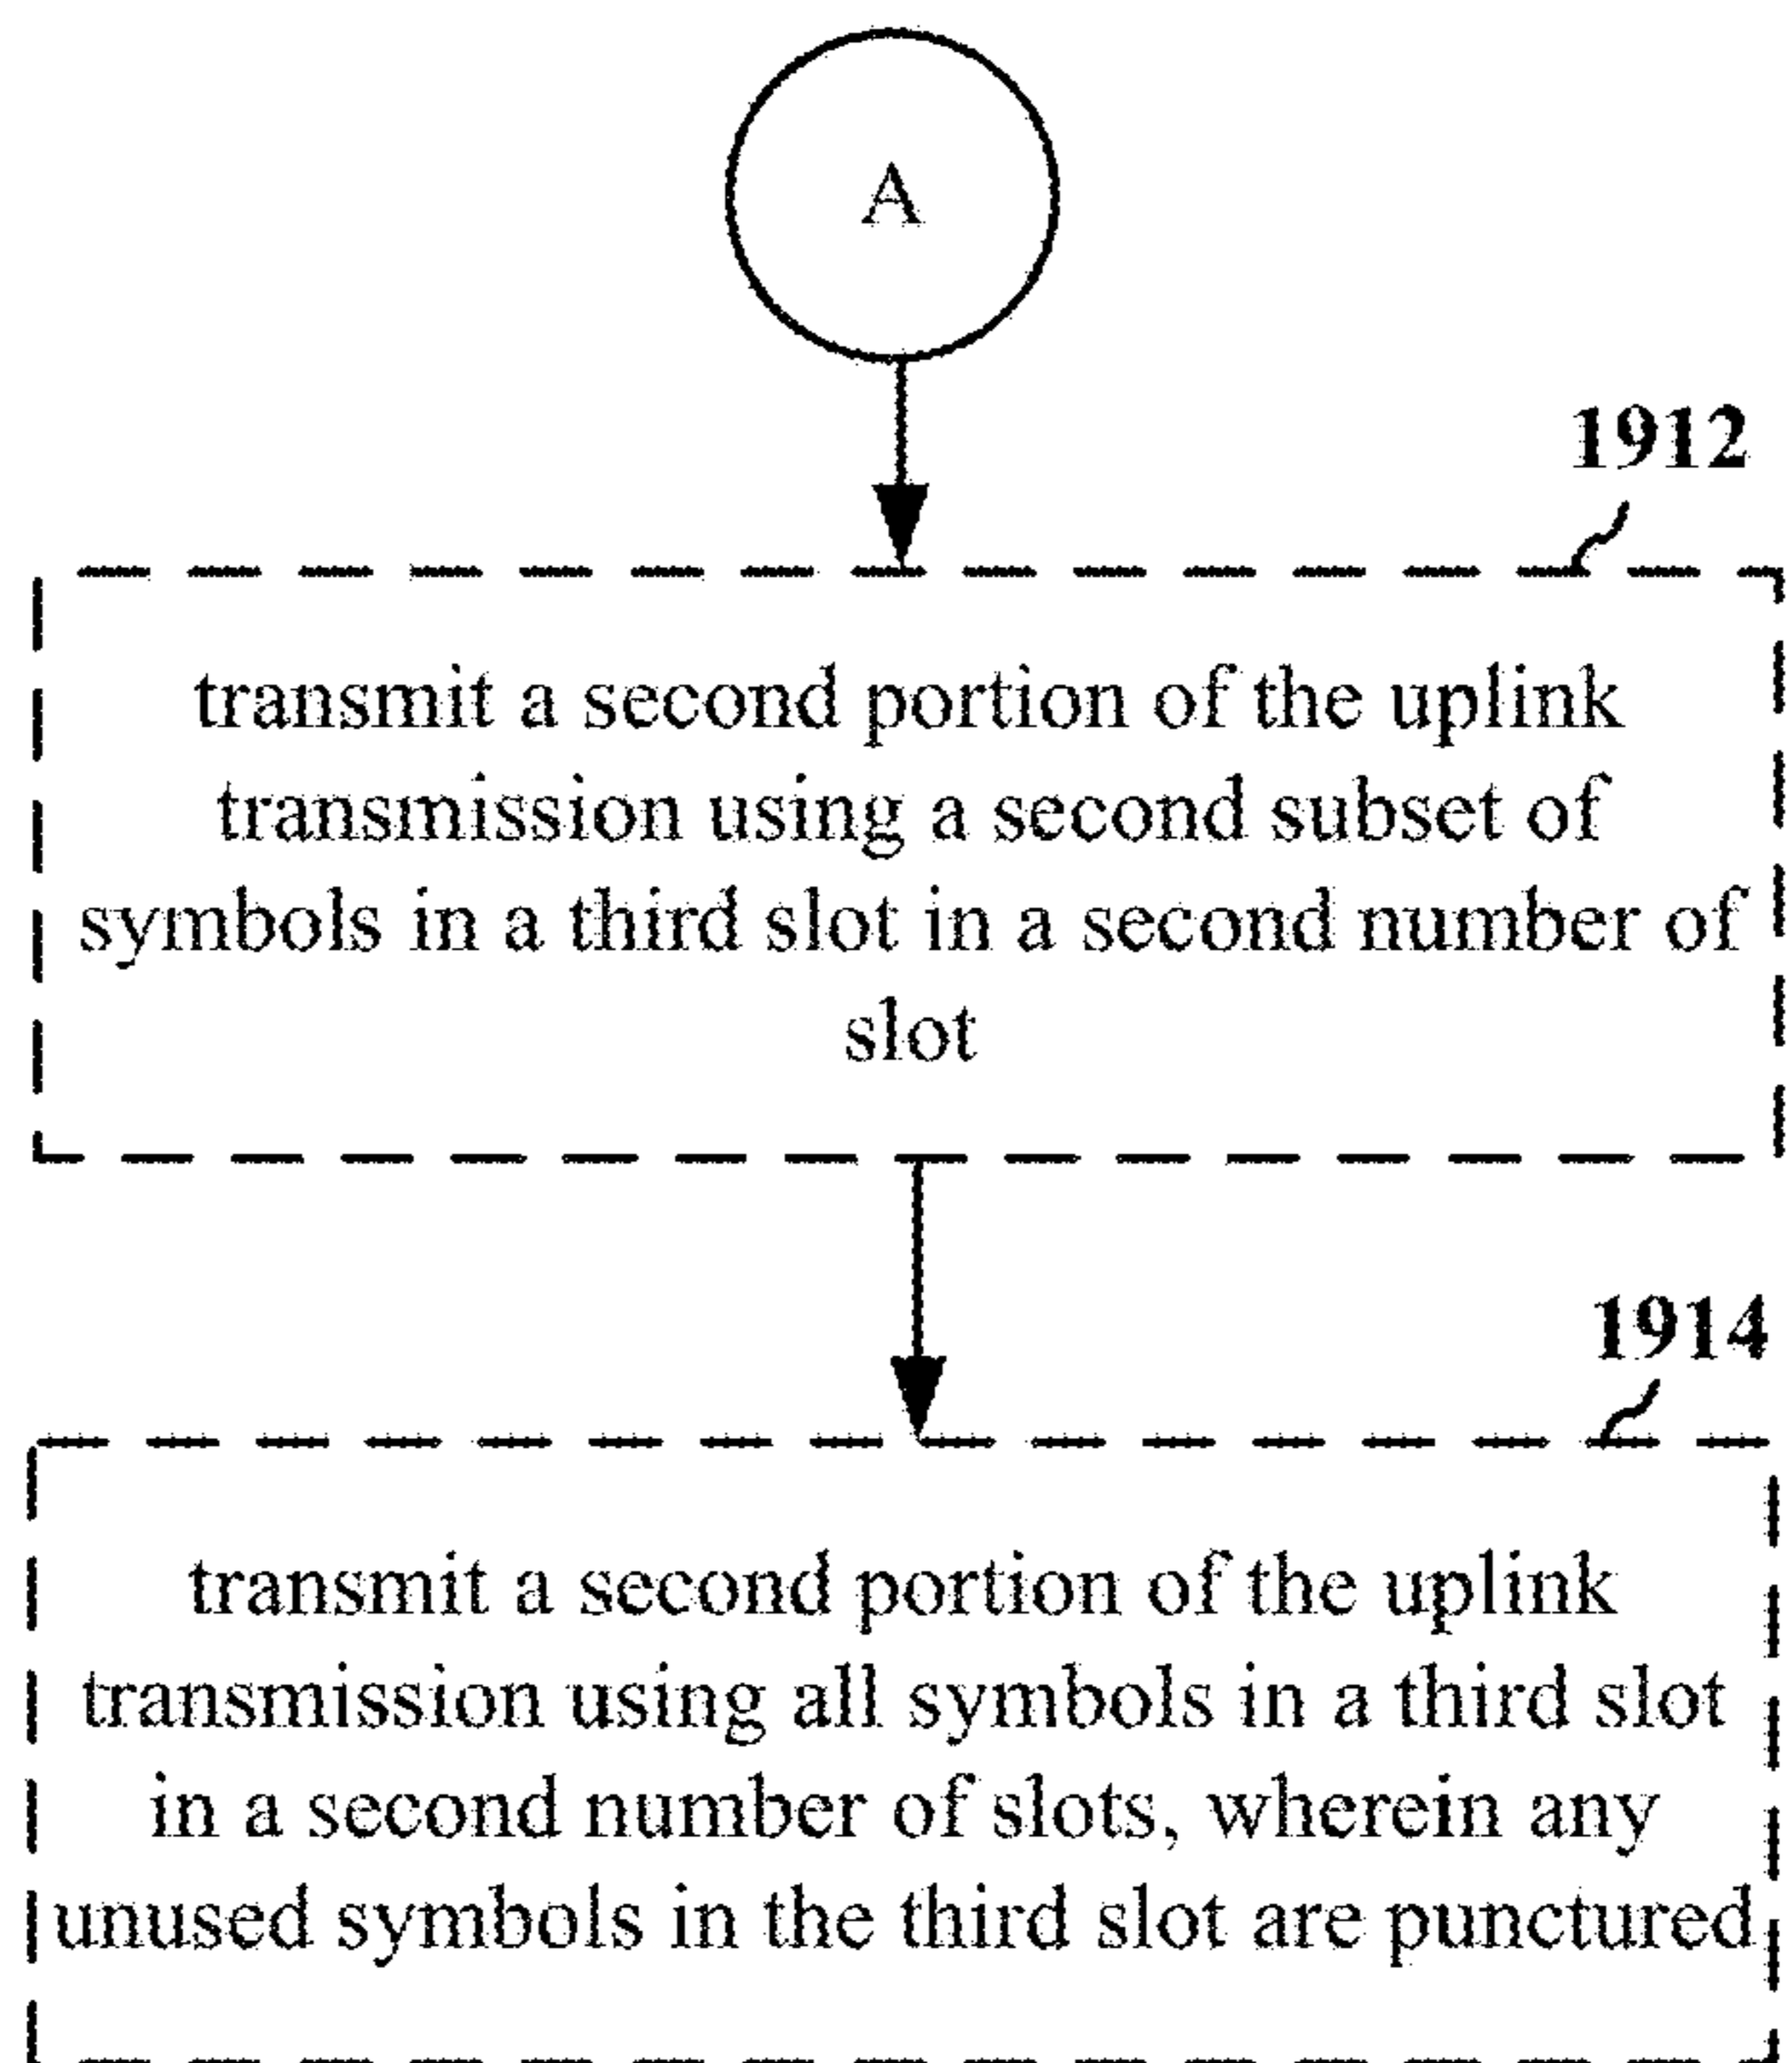 A
1912
transmit a second portion of the uplink
transmission using a second subset of
symbols in a third slot in a second number of
slot
1914
transmit a second portion of the uplink
transmission using all symbols in a third slot
in a second number of slots, wherein any
unused symbols in the third slot are punctured